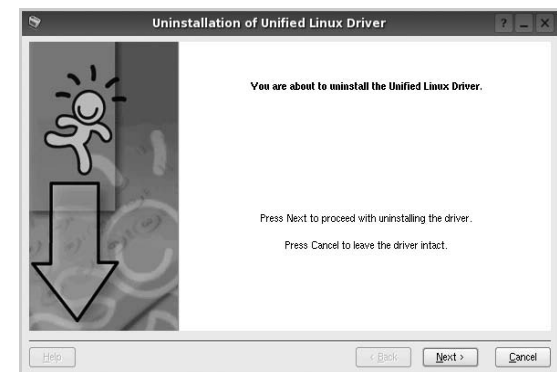 Uninstallation of Unified Linux Driver
? _ X
You are about to uninstall the Unified Linux Driver.
Press Next to proceed with uninstalling the driver.
Press Cancel to leave the driver intact.
Help
< Back
Next >
Cancel